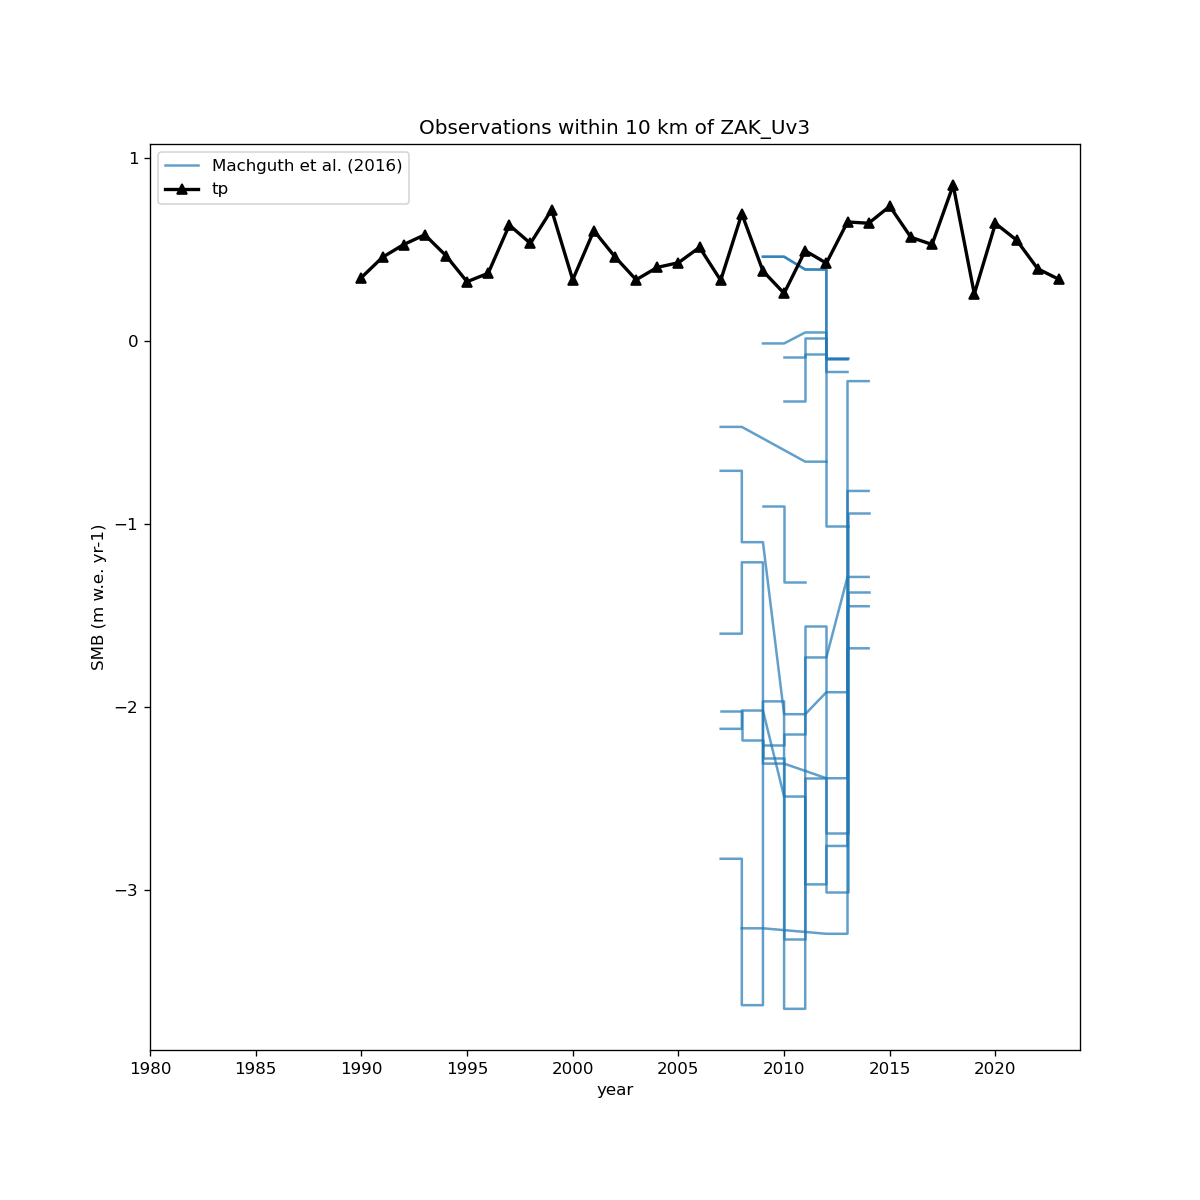 Observations within 10 km of ZAK_Uv3
Machguth et al. (2016)
tp
1
0
−1
−2
−3
SMB (m w.e. yr-1)
1980 1985 1990 1995 2000 2005 2010 2015 2020
year